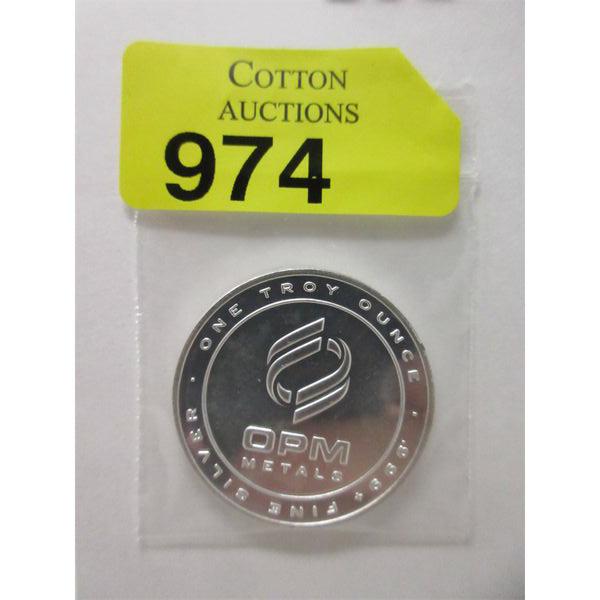 COTTON
AUCTIONS
974
· ONE TROY OUNCE ·
OPM
METALS
.999+ FINE SILVER